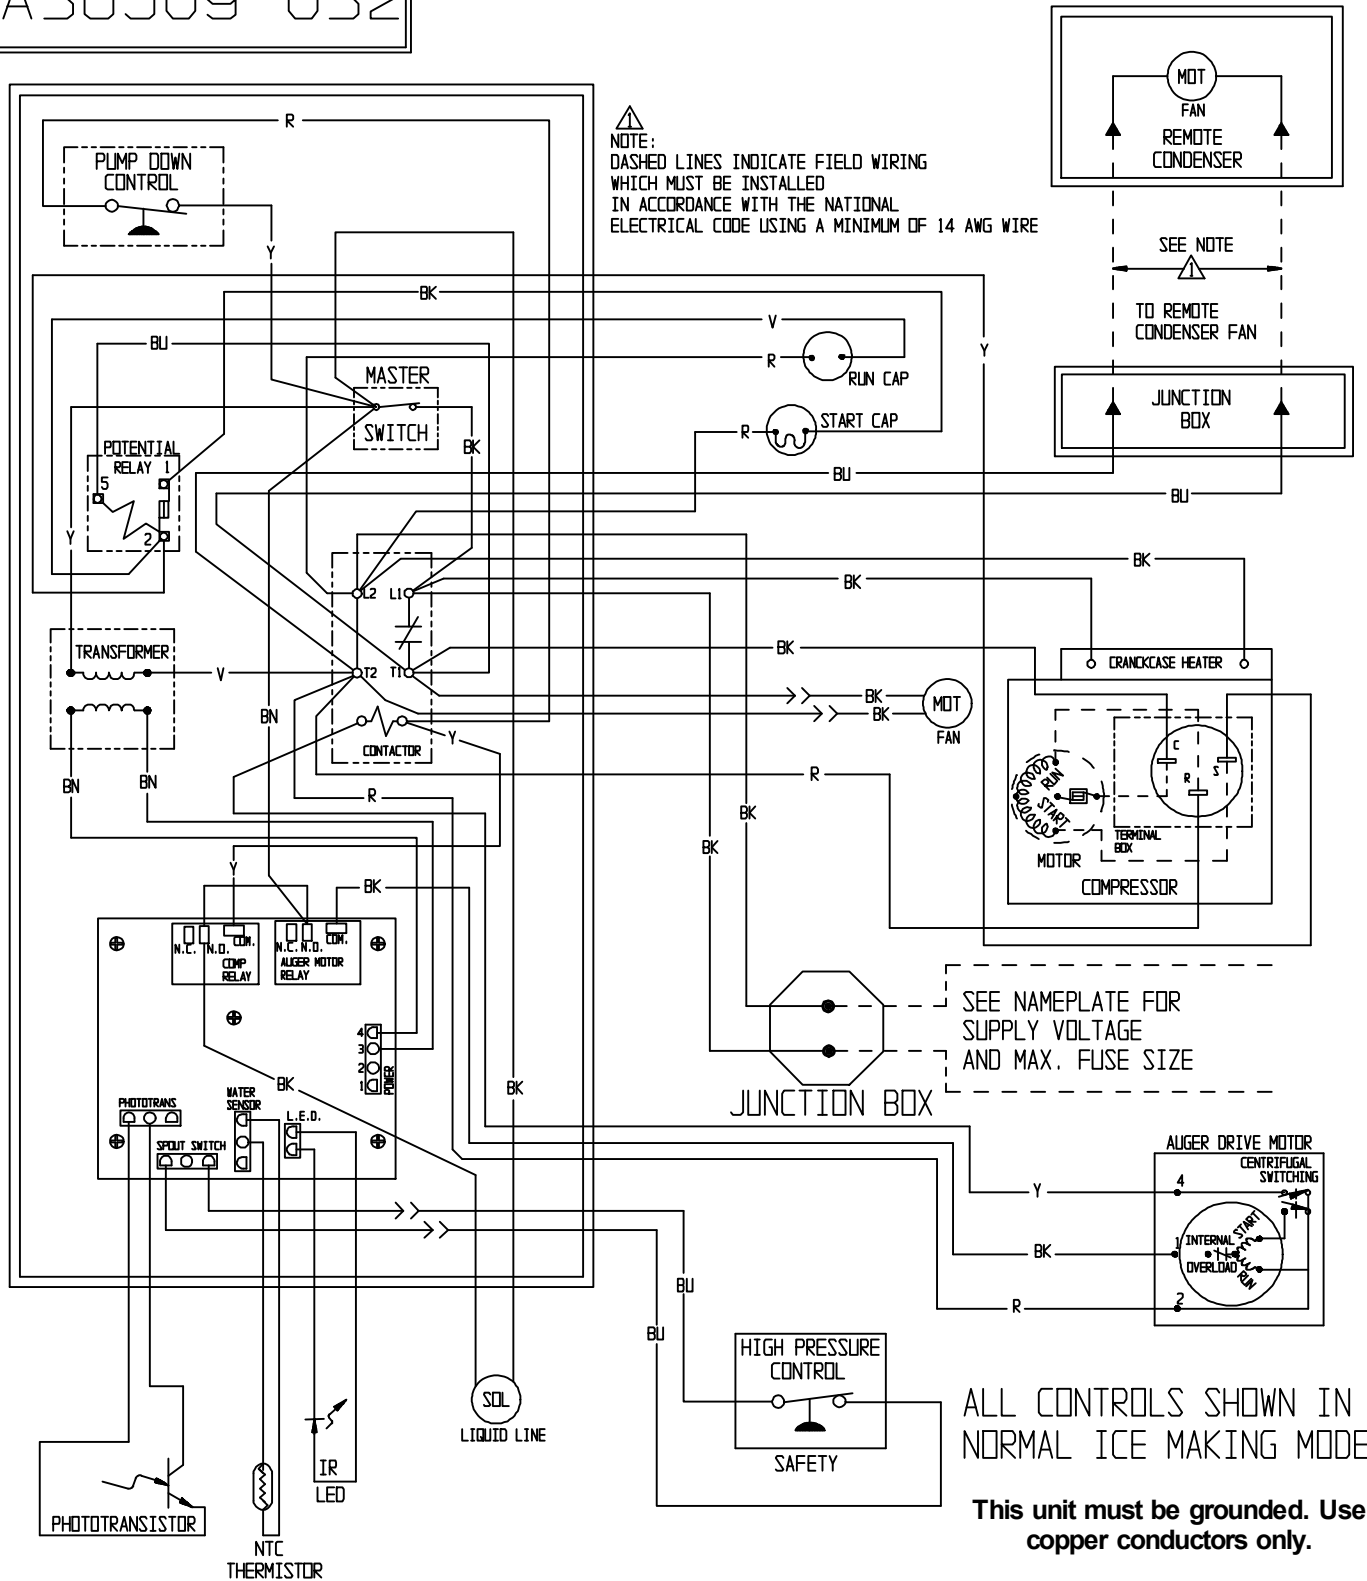 R
PUMP DOWN
CONTROL
Y
1
NOTE:
DASHED LINES INDICATE FIELD WIRING
WHICH MUST BE INSTALLED
IN ACCORDANCE WITH THE NATIONAL
ELECTRICAL CODE USING A MINIMUM OF 14 AWG WIRE
MOT
FAN
REMOTE
CONDENSER
SEE NOTE
1
TO REMOTE
CONDENSER FAN
JUNCTION
BOX
BK
V
BU
R
RUN CAP
Y
MASTER
SWITCH
BK
R
START CAP
BU
BU
POTENTIAL
RELAY 1
5
2
Y
BK
BK
L2 L1
T2 T1
CONTACTOR
Y
TRANSFORMER
V
BN
BN
BN
BK
BK
BK
MOT
FAN
R
R
BK
BK
CRANCKCASE HEATER
C
R
S
RUN
START
MOTOR
TERMINAL
BOX
COMPRESSOR
Y
BK
N.C. N.O. COM.
COMP
RELAY
N.C. N.O. COM.
AUGER MOTOR
RELAY
4
3
2
1
POWER
BK
BK
PHOTOTRANS
WATER
SENSOR
L.E.D.
SPOUT SWITCH
SEE NAMEPLATE FOR
SUPPLY VOLTAGE
AND MAX. FUSE SIZE
JUNCTION BOX
AUGER DRIVE MOTOR
CENTRIFUGAL
SWITCHING
4
1
2
INTERNAL
OVERLOAD
START
RUN
Y
BK
R
BU
BU
HIGH PRESSURE
CONTROL
SAFETY
SOL
LIQUID LINE
IR
LED
PHOTOTRANSISTOR
NTC
THERMISTOR
ALL CONTROLS SHOWN IN
NORMAL ICE MAKING MODE
This unit must be grounded. Use
copper conductors only.